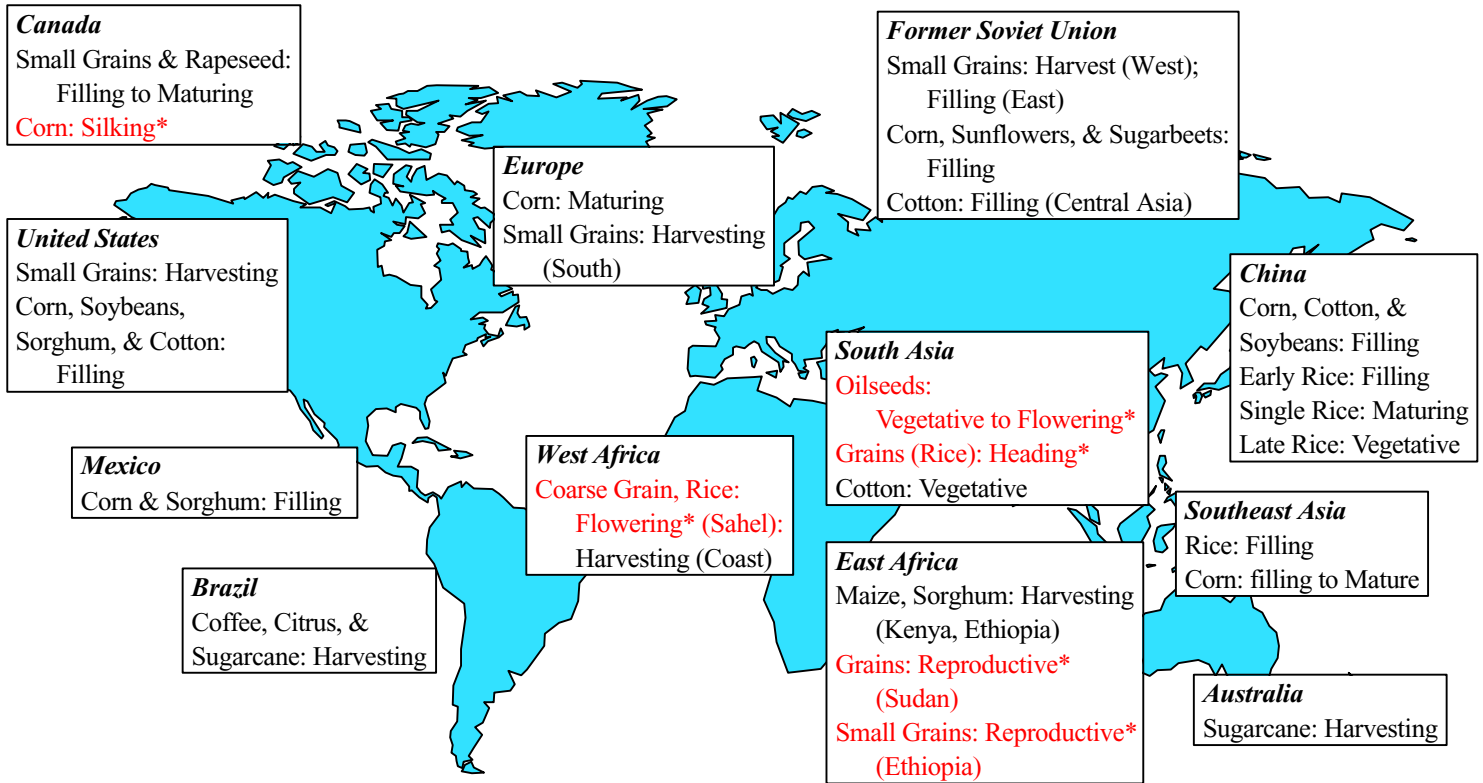 Canada
Small Grains & Rapeseed:
Filling to Maturing
Corn: Silking*
Former Soviet Union
Small Grains: Harvest (West);
Filling (East)
Corn, Sunflowers, & Sugarbeets:
Filling
Cotton: Filling (Central Asia)
Europe
Corn: Maturing
Small Grains: Harvesting
(South)
United States
Small Grains: Harvesting
Corn, Soybeans,
Sorghum, & Cotton:
Filling
China
Corn, Cotton, &
Soybeans: Filling
Early Rice: Filling
Single Rice: Maturing
Late Rice: Vegetative
South Asia
Oilseeds:
Vegetative to Flowering*
Grains (Rice): Heading*
Cotton: Vegetative
Mexico
Corn & Sorghum: Filling
West Africa
Coarse Grain, Rice:
Flowering* (Sahel):
Harvesting (Coast)
Southeast Asia
Rice: Filling
Corn: filling to Mature
Brazil
Coffee, Citrus, &
Sugarcane: Harvesting
East Africa
Maize, Sorghum: Harvesting
(Kenya, Ethiopia)
Grains: Reproductive*
(Sudan)
Small Grains: Reproductive*
(Ethiopia)
Australia
Sugarcane: Harvesting